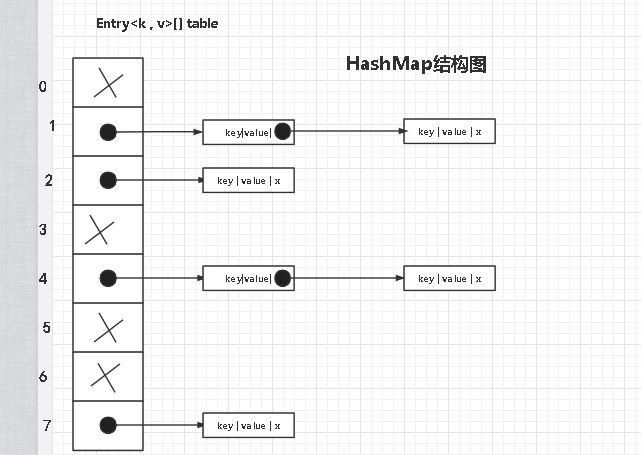 Entry<k , v>[] table
HashMap结构图
0
1
key|value|
key | value | x
2
key | value | x
3
4
key|value|
key | value | x
5
6
7
key | value | x